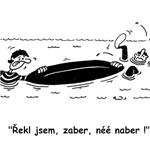 "Řekl jsem, zaber, néé naber !"